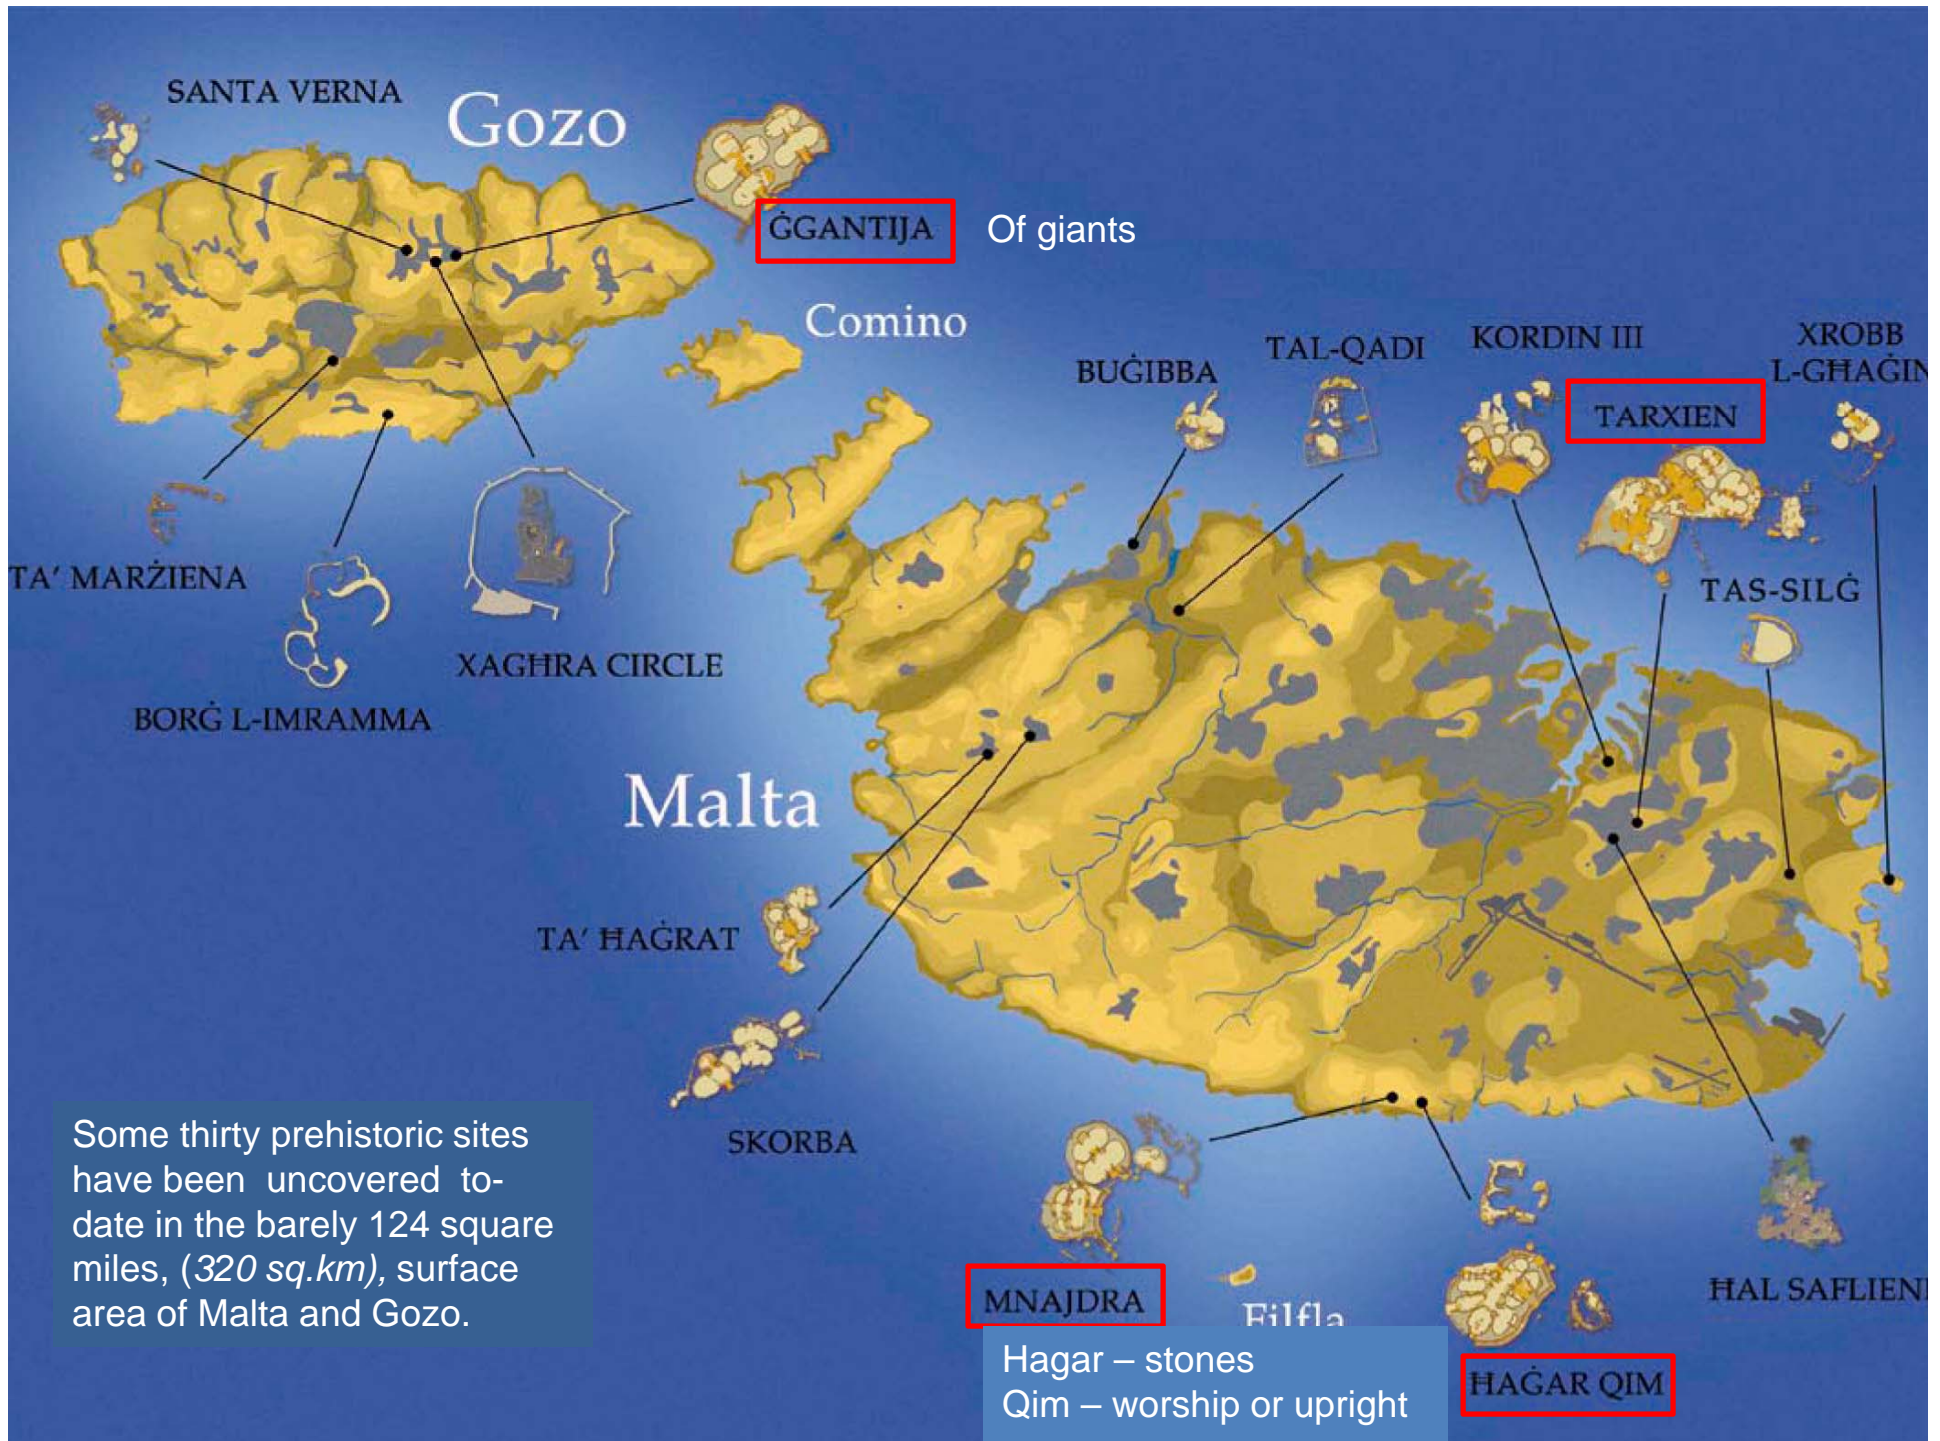 SANTA VERNA
Gozo
ĠGANTIJA
Of giants
Comino
BUĠIBBA
TAL-QADI
KORDIN III
XROBB
L-GĦAĠIN
TARXIEN
TAS-SILĠ
TA' MARŻIENA
BORĠ L-IMRAMMA
XAGĦRA CIRCLE
Malta
TA' ĦAĠRAT
SKORBA
Some thirty prehistoric sites
have been uncovered to-
date in the barely 124 square
miles, (320 sq.km), surface
area of Malta and Gozo.
MNAJDRA
Filfla
Hagar – stones
Qim – worship or upright
ĦAĠAR QIM
ĦAL SAFLIENI